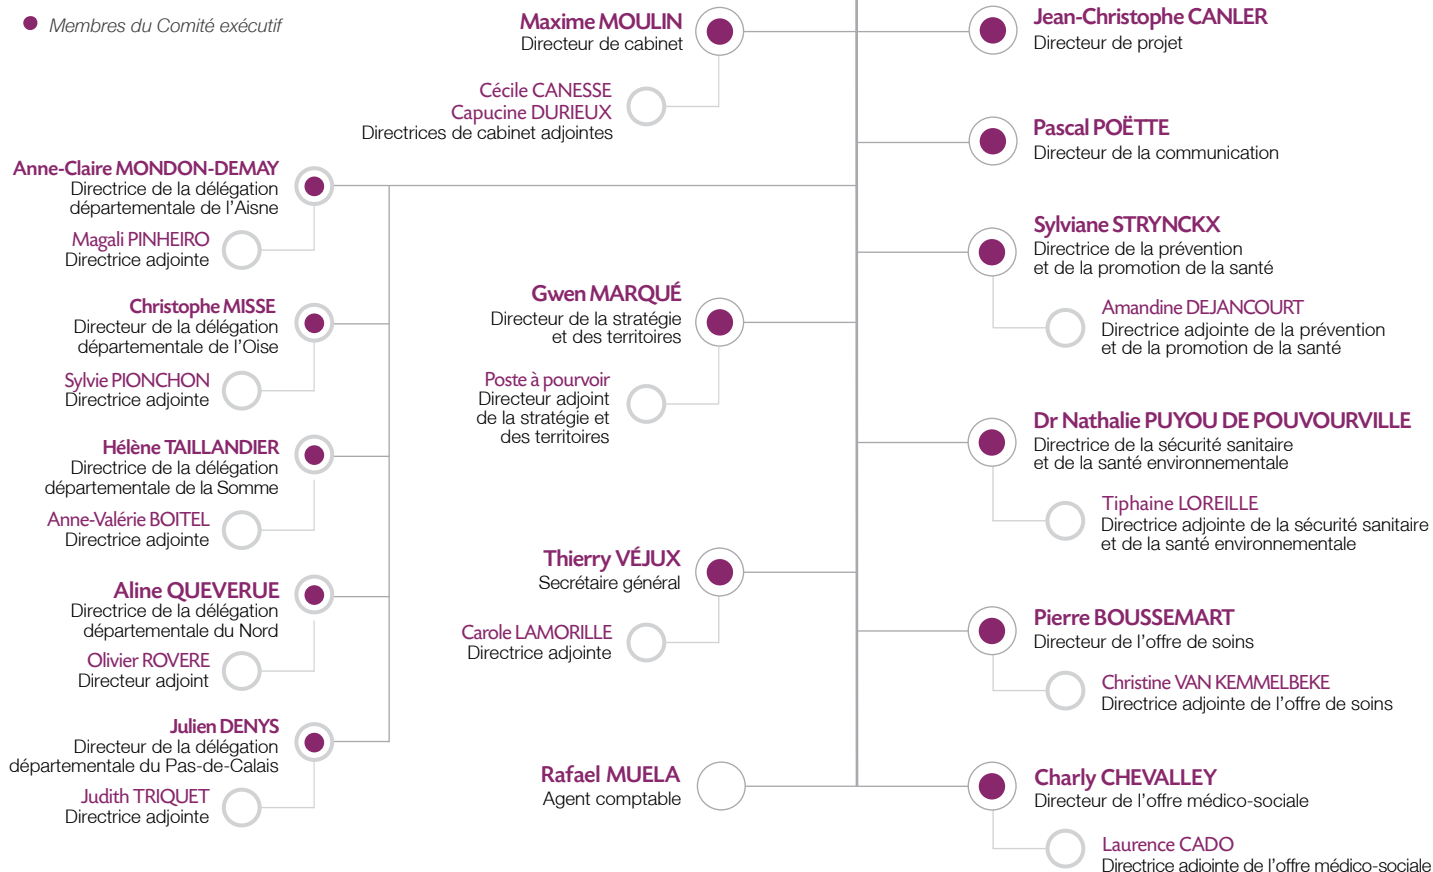 Membres du Comité exécutif
Maxime MOULIN
Directeur de cabinet
Cécile CANESSE
Capucine DURIEUX
Directrices de cabinet adjointes
Anne-Claire MONDON-DEMAY
Directrice de la délégation
départementale de l'Aisne
Magali PINHEIRO
Directrice adjointe
Christophe MISSE
Directeur de la délégation
départementale de l'Oise
Sylvie PIONCHON
Directrice adjointe
Hélène TAILLANDIER
Directrice de la délégation
départementale de la Somme
Anne-Valérie BOITEL
Directrice adjointe
Aline QUEVERUE
Directrice de la délégation
départementale du Nord
Olivier ROVERE
Directeur adjoint
Julien DENYS
Directeur de la délégation
départementale du Pas-de-Calais
Judith TRIQUET
Directrice adjointe
Gwen MARQUÉ
Directeur de la stratégie
et des territoires
Poste à pourvoir
Directeur adjoint
de la stratégie et
des territoires
Thierry VÉJUX
Secrétaire général
Carole LAMORILLE
Directrice adjointe
Rafael MUELA
Agent comptable
Jean-Christophe CANLER
Directeur de projet
Pascal POËTTE
Directeur de la communication
Sylviane STRYNCKX
Directrice de la prévention
et de la promotion de la santé
Amandine DEJANCOURT
Directrice adjointe de la prévention
et de la promotion de la santé
Dr Nathalie PUYOU DE POUVOURVILLE
Directrice de la sécurité sanitaire
et de la santé environnementale
Tiphaine LOREILLE
Directrice adjointe de la sécurité sanitaire
et de la santé environnementale
Pierre BOUSSEMART
Directeur de l'offre de soins
Christine VAN KEMMELBEKE
Directrice adjointe de l'offre de soins
Charly CHEVALLEY
Directeur de l'offre médico-sociale
Laurence CADO
Directrice adjointe de l'offre médico-sociale